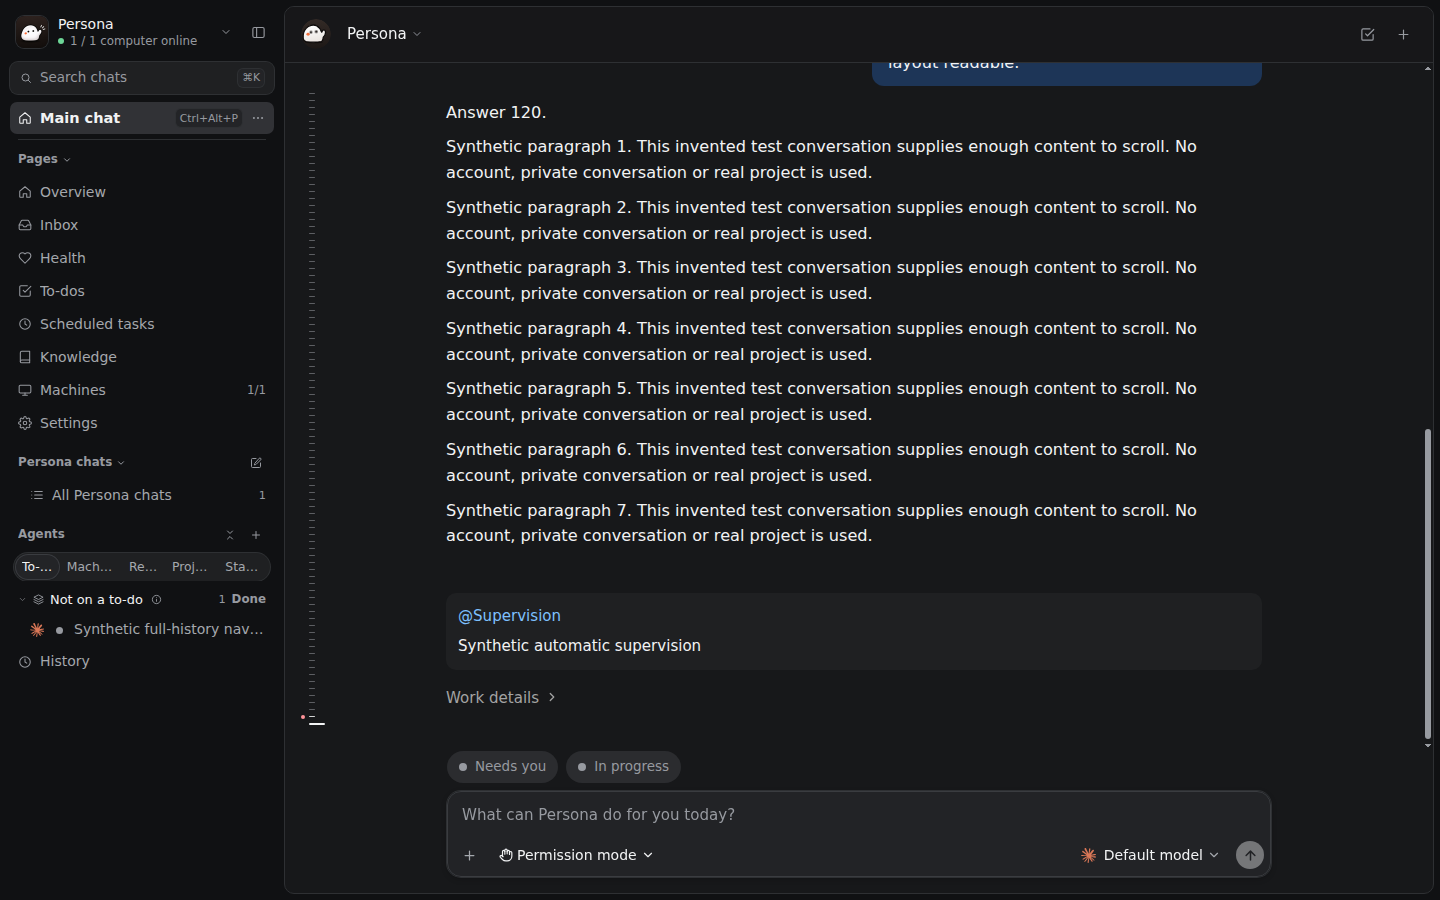 Persona
1 / 1 computer online
Search chats
⌘K
Main chat
Ctrl+Alt+P
Pages
Overview
Inbox
Health
To-dos
Scheduled tasks
Knowledge
Machines
1/1
Settings
Persona chats
All Persona chats
1
Agents
To-...
Mach...
Re...
Proj...
Sta...
Not on a to-do
1 Done
Synthetic full-history nav...
History
Persona
layout readable.
Answer 120.
Synthetic paragraph 1. This invented test conversation supplies enough content to scroll. No
account, private conversation or real project is used.
Synthetic paragraph 2. This invented test conversation supplies enough content to scroll. No
account, private conversation or real project is used.
Synthetic paragraph 3. This invented test conversation supplies enough content to scroll. No
account, private conversation or real project is used.
Synthetic paragraph 4. This invented test conversation supplies enough content to scroll. No
account, private conversation or real project is used.
Synthetic paragraph 5. This invented test conversation supplies enough content to scroll. No
account, private conversation or real project is used.
Synthetic paragraph 6. This invented test conversation supplies enough content to scroll. No
account, private conversation or real project is used.
Synthetic paragraph 7. This invented test conversation supplies enough content to scroll. No
account, private conversation or real project is used.
@Supervision
Synthetic automatic supervision
Work details
Needs you
In progress
What can Persona do for you today?
Permission mode
Default model